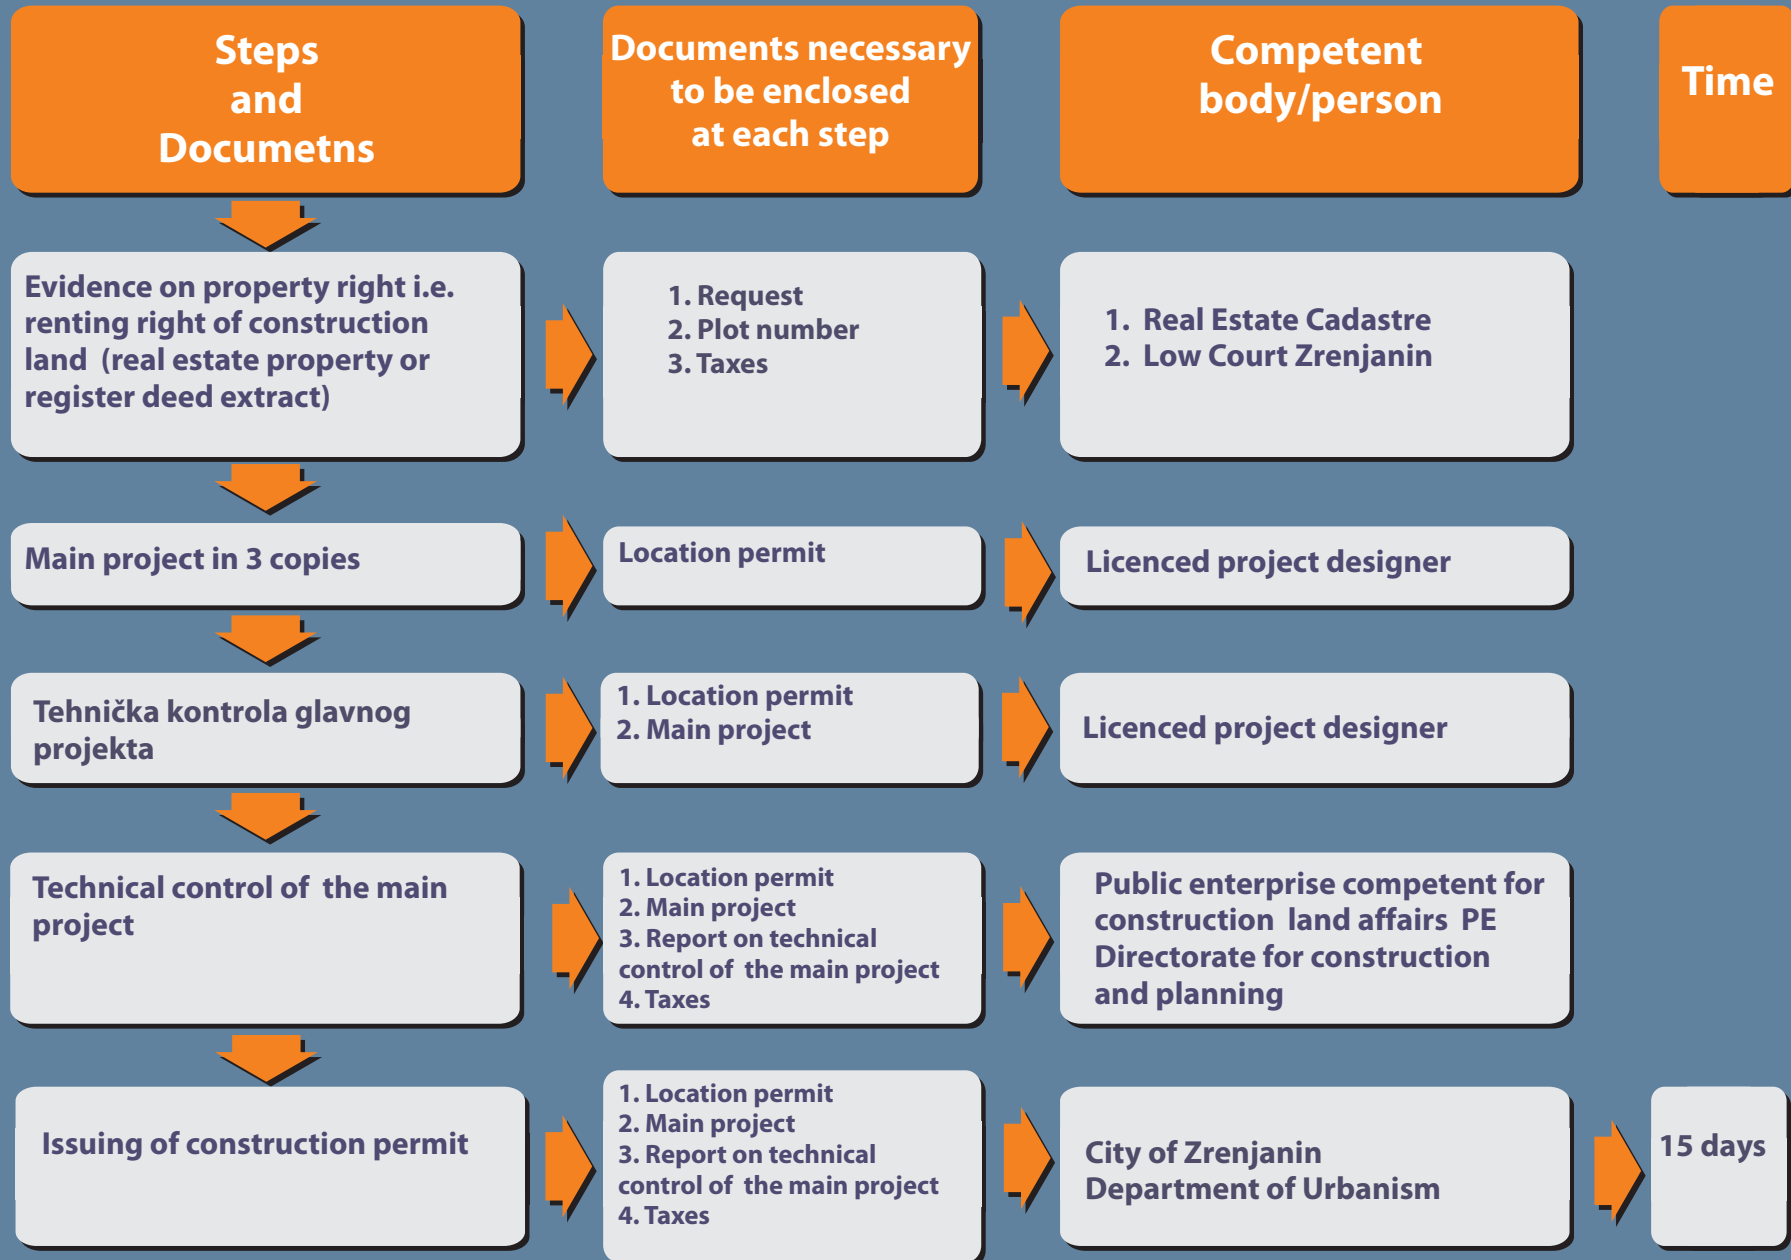 Steps
and
Documetns
Documents necessary
to be enclosed
at each step
Competent
body/person
Time
Evidence on property right i.e.
renting right of construction
land (real estate property or
register deed extract)
1. Request
2. Plot number
3. Taxes
1. Real Estate Cadastre
2. Low Court Zrenjanin
Main project in 3 copies
Location permit
Licenced project designer
Tehnička kontrola glavnog
projekta
1. Location permit
2. Main project
Licenced project designer
Technical control of the main
project
1. Location permit
2. Main project
3. Report on technical
control of the main project
4. Taxes
Public enterprise competent for
construction land affairs PE
Directorate for construction
and planning
Issuing of construction permit
1. Location permit
2. Main project
3. Report on technical
control of the main project
4. Taxes
City of Zrenjanin
Department of Urbanism
15 days